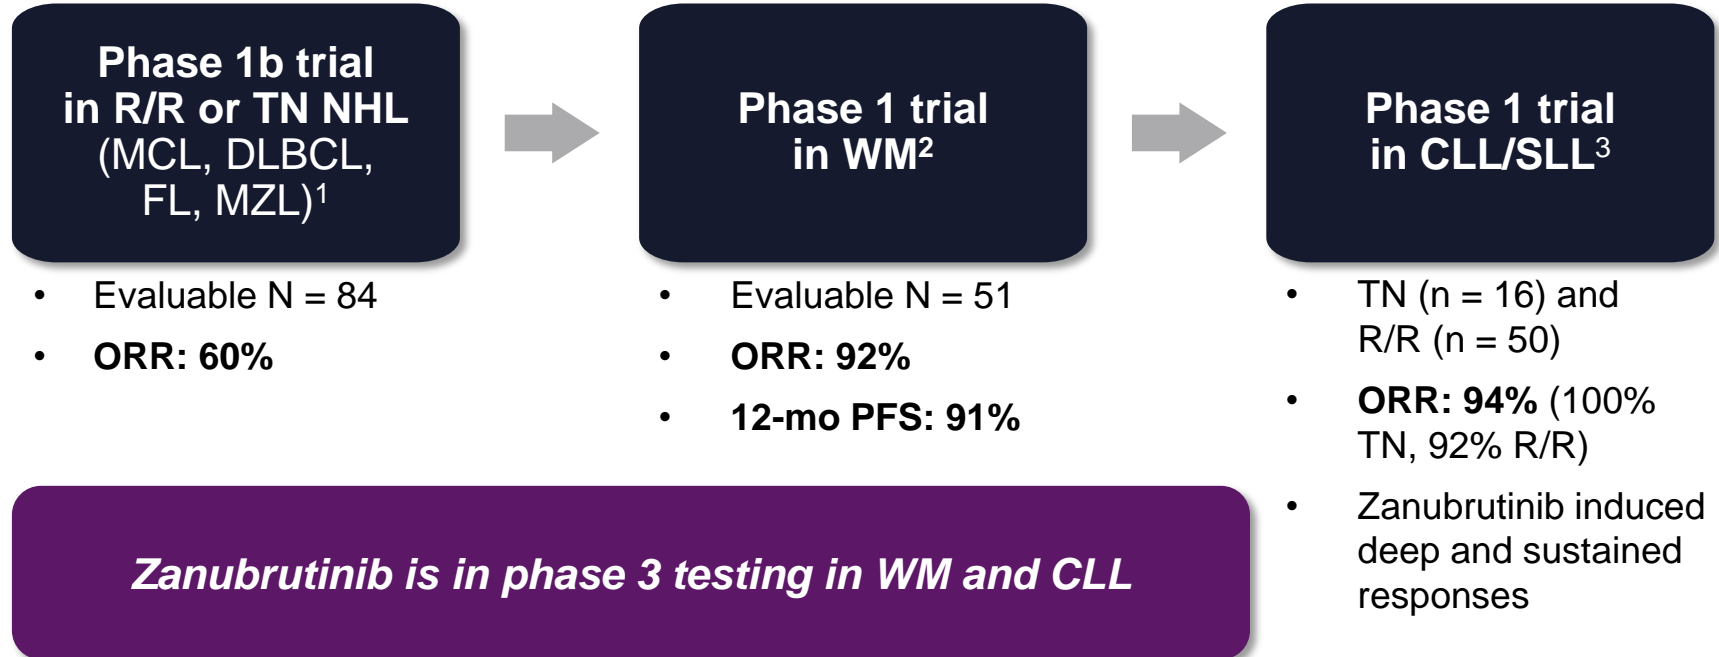 Phase 1b trial
in R/R or TN NHL
(MCL, DLBCL,
FL, MZL)¹
• Evaluable N = 84
• ORR: 60%
Phase 1 trial
in WM²
• Evaluable N = 51
• ORR: 92%
• 12-mo PFS: 91%
Phase 1 trial
in CLL/SLL³
• TN (n = 16) and
R/R (n = 50)
• ORR: 94% (100%
TN, 92% R/R)
• Zanubrutinib induced
deep and sustained
responses
Zanubrutinib is in phase 3 testing in WM and CLL